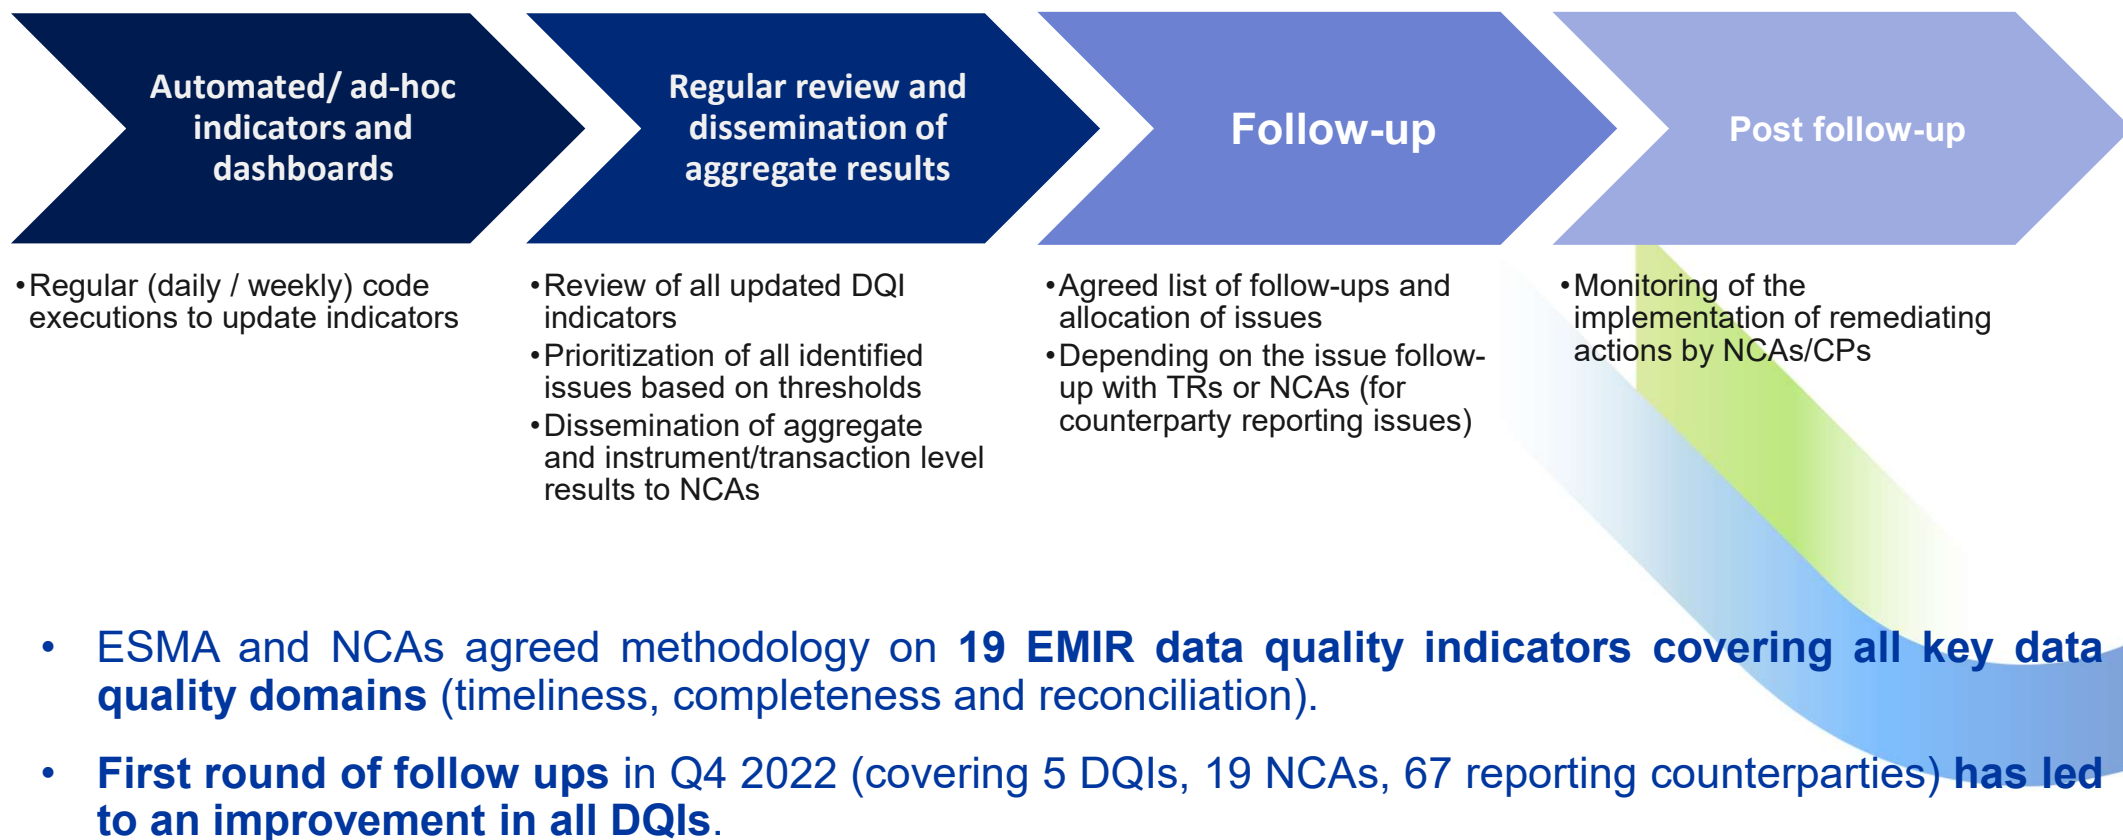 Automated/ ad-hoc
indicators and
dashboards
Regular review and
dissemination of
aggregate results
Follow-up
Post follow-up
•Regular (daily / weekly) code
executions to update indicators
•Review of all updated DQI
indicators
•Prioritization of all identified
issues based on thresholds
•Dissemination of aggregate
and instrument/transaction level
results to NCAs
•Agreed list of follow-ups and
allocation of issues
•Depending on the issue follow-
up with TRs or NCAs (for
counterparty reporting issues)
•Monitoring of the
implementation of remediating
actions by NCAs/CPs
• ESMA and NCAs agreed methodology on 19 EMIR data quality indicators covering all key data
quality domains (timeliness, completeness and reconciliation).
• First round of follow ups in Q4 2022 (covering 5 DQIs, 19 NCAs, 67 reporting counterparties) has led
to an improvement in all DQIs.